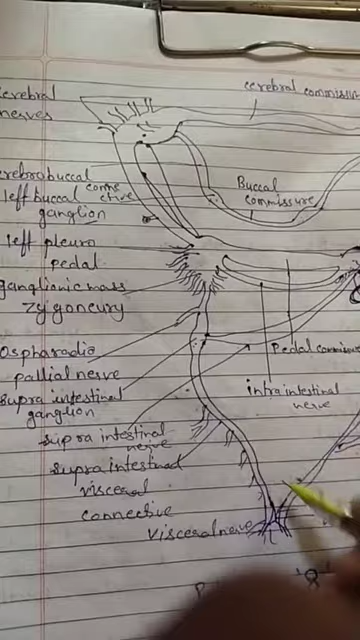 cerebral commissure
cerebral
nerves
cerebrobuccal
connective
Buccal
commissure
left buccal
ganglion
left pleuro
pedal
ganglionic mass
Zygoneury
Ospharadio
pallial nerve
Pedal commissure
supra intestinal
ganglion
intra intestinal
nerve
supra intestinal
nerve
supra intestinal
visceral
connective
Visceral nerve